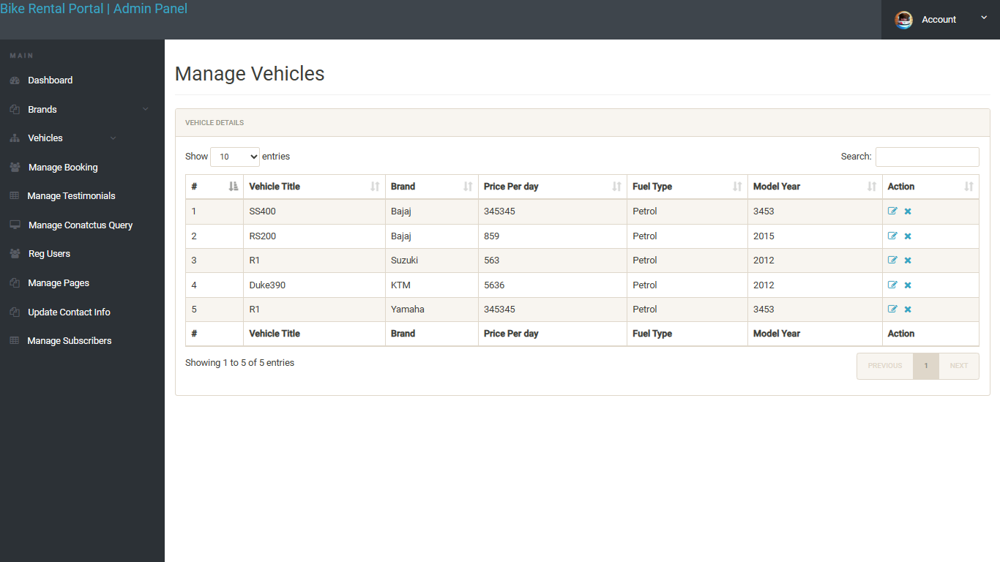 Bike Rental Portal | Admin Panel
Account
MAIN
Dashboard
Brands
Vehicles
Manage Booking
Manage Testimonials
Manage Conatctus Query
Reg Users
Manage Pages
Update Contact Info
Manage Subscribers
Manage Vehicles
VEHICLE DETAILS
Show 10 entries Search:
# Vehicle Title Brand Price Per day Fuel Type Model Year Action
1 SS400 Bajaj 345345 Petrol 3453
2 RS200 Bajaj 859 Petrol 2015
3 R1 Suzuki 563 Petrol 2012
4 Duke390 KTM 5636 Petrol 2012
5 R1 Yamaha 345345 Petrol 3453
# Vehicle Title Brand Price Per day Fuel Type Model Year Action
Showing 1 to 5 of 5 entries PREVIOUS 1 NEXT